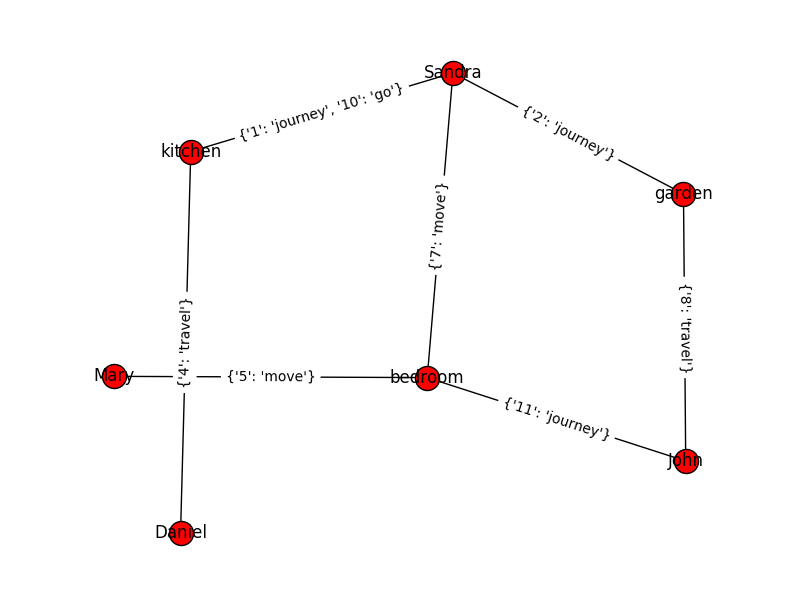 Sandra
{'1': 'journey', '10': 'go'}
{'2': 'journey'}
kitchen
garden
{'7': 'move'}
{'8': 'travel'}
{'4': 'travel'}
Mary
{'5': 'move'}
bedroom
{'11': 'journey'}
John
Daniel